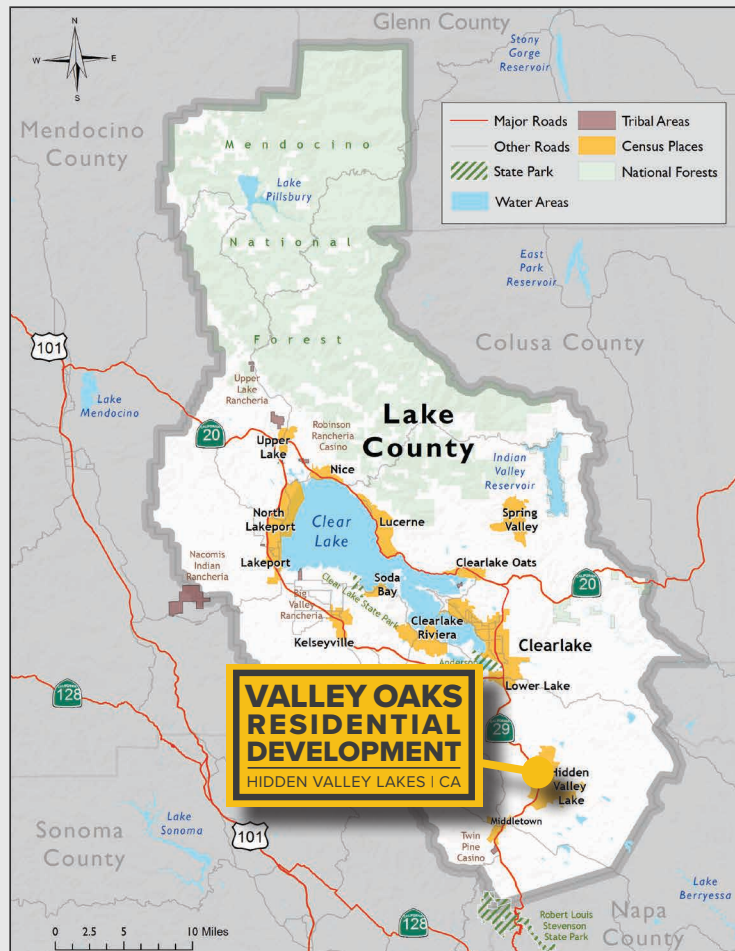 N
W E
S
Glenn County
Stony
Gorge
Reservoir
Mendocino
County
Major Roads
Other Roads
State Park
Water Areas
Tribal Areas
Census Places
National Forests
Mendocino
Lake
Pillsbury
National
Forest
East
Park
Reservoir
Colusa County
101
Lake
Mendocino
CALIFORNIA
20
Upper
Lake
Rancheria
Robinson
Rancheria
Casino
Upper
Lake
Nice
Lake
County
Indian
Valley
Reservoir
North
Lakeport
Clear
Lake
Lucerne
Spring
Valley
Lakeport
Nacomis
Indian
Rancheria
Clearlake Oats
CALIFORNIA
20
Soda
Bay
Clear Lake State Park
Big
Valley
Rancheria
Kelseyville
Clearlake
Riviera
Clearlake
Anderson
Lower Lake
CALIFORNIA
128
29
VALLEY OAKS
RESIDENTIAL
DEVELOPMENT
HIDDEN VALLEY LAKES | CA
Hidden
Valley
Lake
Middletown
Twin
Pine
Casino
Lake
Sonoma
Sonoma
County
101
CALIFORNIA
128
Robert Louis
Stevenson
State Park
Napa
County
Lake
Berryessa
0 2.5 5 10 Miles